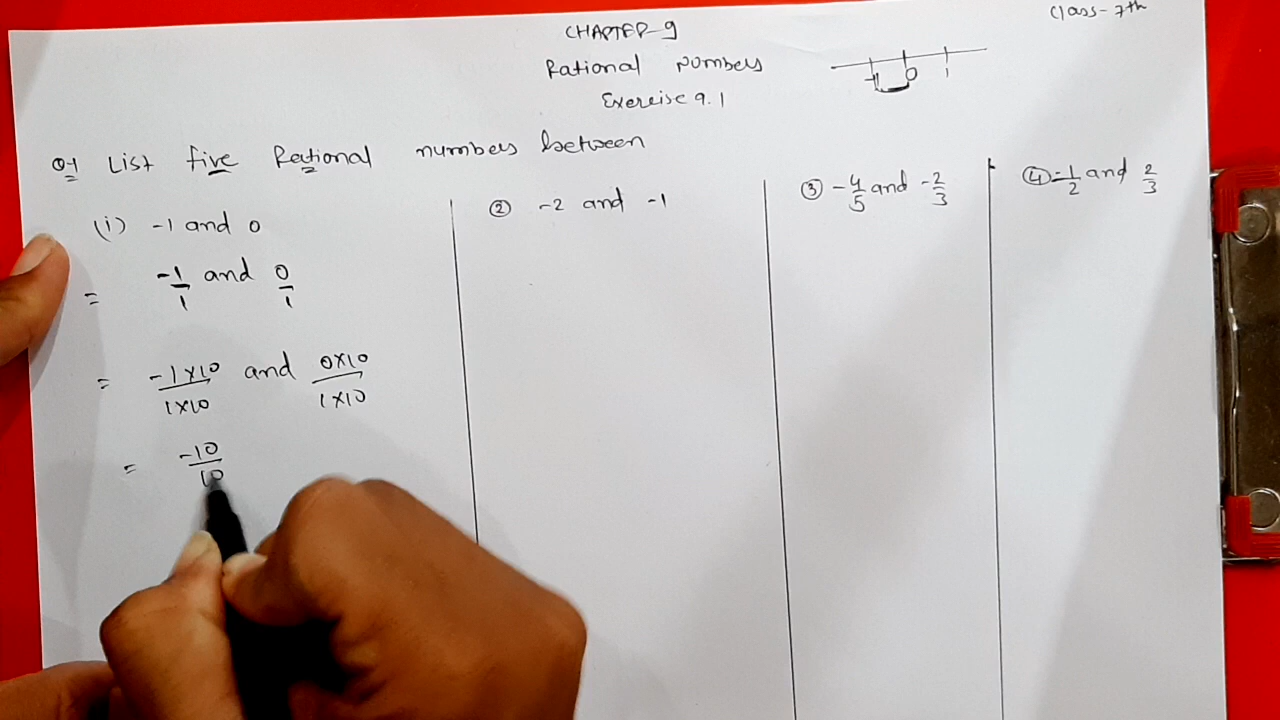 Class-7th
CHAPTER-9
Rational numbers
Exercise 9.1
-1 0 1
Q-1 List five Rational numbers between
(i) -1 and 0
= -1/1 and 0/1
= -1×10/1×10 and 0×10/1×10
= -10/10
② -2 and -1
③ -4/5 and -2/3
④ -1/2 and 2/3